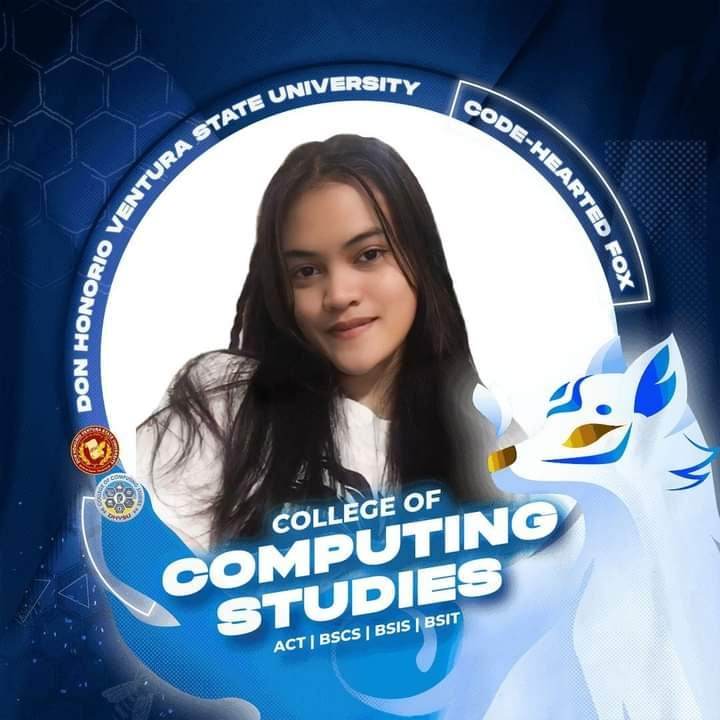 DON HONORIO VENTURA STATE UNIVERSITY
CODE-HEARTED FOX
COLLEGE OF
COMPUTING
STUDIES
ACT | BSCS | BSIS | BSIT